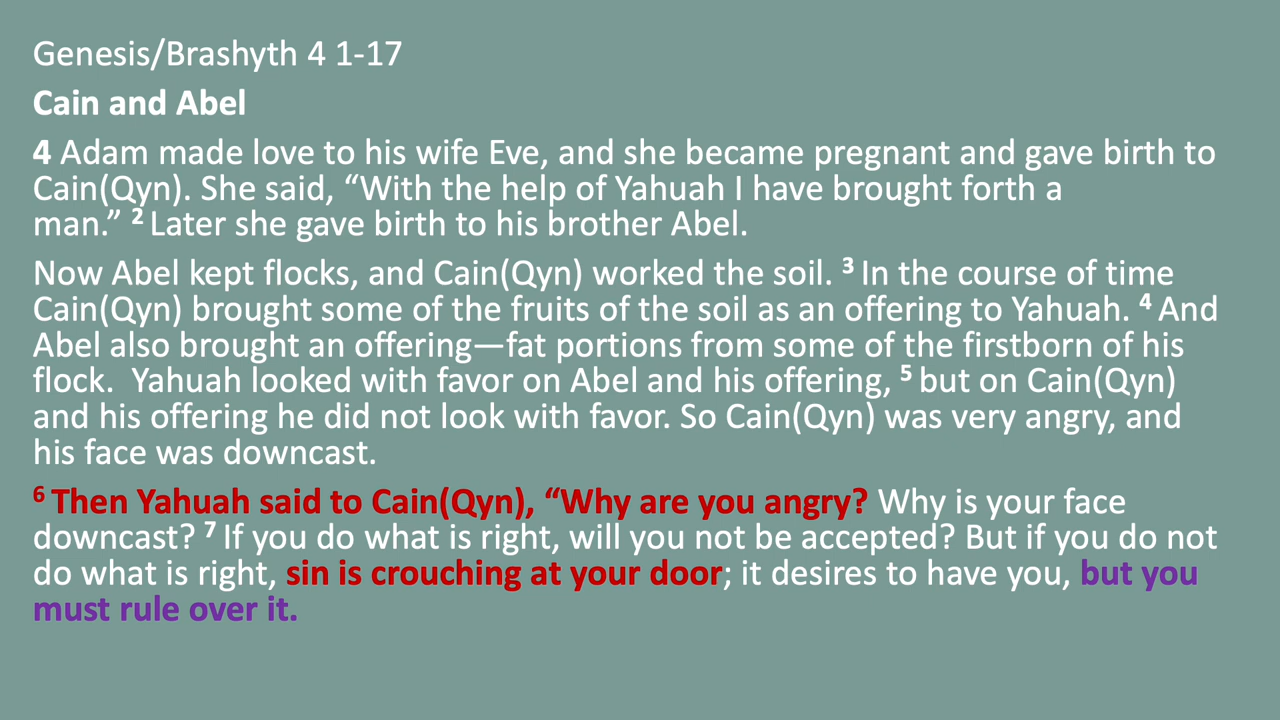 Genesis/Brashyth 4 1-17
Cain and Abel
4 Adam made love to his wife Eve, and she became pregnant and gave birth to
Cain(Qyn). She said, “With the help of Yahuah I have brought forth a
man.” 2 Later she gave birth to his brother Abel.
Now Abel kept flocks, and Cain(Qyn) worked the soil. 3 In the course of time
Cain(Qyn) brought some of the fruits of the soil as an offering to Yahuah. 4 And
Abel also brought an offering—fat portions from some of the firstborn of his
flock.  Yahuah looked with favor on Abel and his offering, 5 but on Cain(Qyn)
and his offering he did not look with favor. So Cain(Qyn) was very angry, and
his face was downcast.
6 Then Yahuah said to Cain(Qyn), “Why are you angry? Why is your face
downcast? 7 If you do what is right, will you not be accepted? But if you do not
do what is right, sin is crouching at your door; it desires to have you, but you
must rule over it.